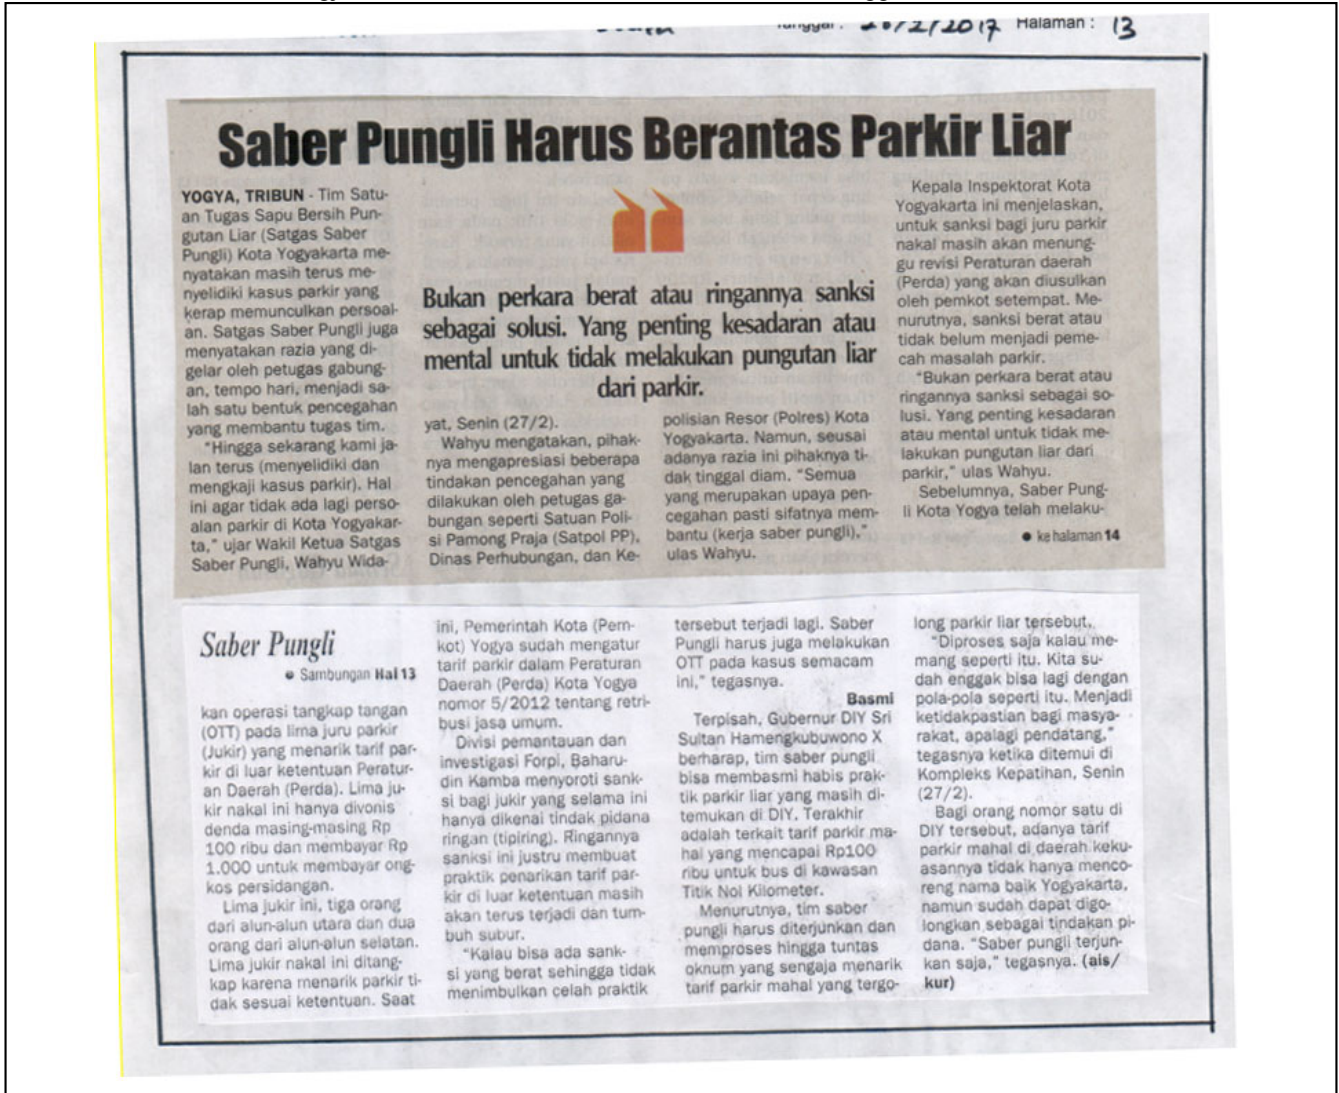 2/2017 Halaman : 13
Saber Pungli Harus Berantas Parkir Liar
YOGYA, TRIBUN - Tim Satu-
an Tugas Sapu Bersih Pun-
gutan Liar (Satgas Saber
Pungli) Kota Yogyakarta me-
nyatakan masih terus me-
nyelidiki kasus parkir yang
kerap memunculkan persoal-
an. Satgas Saber Pungli juga
menyatakan razia yang di-
gelar oleh petugas gabung-
an, tempo hari, menjadi sa-
lah satu bentuk pencegahan
yang membantu tugas tim.
"Hingga sekarang kami ja-
lan terus (menyelidiki dan
mengkaji kasus parkir). Hal
ini agar tidak ada lagi perso-
alan parkir di Kota Yogyakar-
ta," ujar Wakil Ketua Satgas
Saber Pungli, Wahyu Wida-
Bukan perkara berat atau ringannya sanksi
sebagai solusi. Yang penting kesadaran atau
mental untuk tidak melakukan pungutan liar
dari parkir.
yat, Senin (27/2).
Wahyu mengatakan, pihak-
nya mengapresiasi beberapa
tindakan pencegahan yang
dilakukan oleh petugas ga-
bungan seperti Satuan Poli-
si Pamong Praja (Satpol PP),
Dinas Perhubungan, dan Ke-
polisian Resor (Polres) Kota
Yogyakarta. Namun, seusai
adanya razia ini pihaknya ti-
dak tinggal diam. "Semua
yang merupakan upaya pen-
cegahan pasti sifatnya mem-
bantu (kerja saber pungli),"
ulas Wahyu.
Kepala Inspektorat Kota
Yogyakarta ini menjelaskan,
untuk sanksi bagi juru parkir
nakal masih akan menung-
gu revisi Peraturan daerah
(Perda) yang akan diusulkan
oleh pemkot setempat. Me-
nurutnya, sanksi berat atau
tidak belum menjadi peme-
cah masalah parkir.
"Bukan perkara berat atau
ringannya sanksi sebagai so-
lusi. Yang penting kesadaran
atau mental untuk tidak me-
lakukan pungutan liar dari
parkir," ulas Wahyu.
Sebelumnya, Saber Pung-
li Kota Yogya telah melaku-
● ke halaman 14
Saber Pungli
● Sambungan Hal 13
kan operasi tangkap tangan
(OTT) pada lima juru parkir
(Jukir) yang menarik tarif par-
kir di luar ketentuan Peratur-
an Daerah (Perda). Lima ju-
kir nakal ini hanya divonis
denda masing-masing Rp
100 ribu dan membayar Rp
1.000 untuk membayar ong-
kos persidangan.
Lima jukir ini, tiga orang
dari alun-alun utara dan dua
orang dari alun-alun selatan.
Lima jukir nakal ini ditang-
kap karena menarik parkir ti-
dak sesuai ketentuan. Saat
ini, Pemerintah Kota (Pem-
kot) Yogya sudah mengatur
tarif parkir dalam Peraturan
Daerah (Perda) Kota Yogya
nomor 5/2012 tentang retri-
busi jasa umum.
Divisi pemantauan dan
investigasi Forpi, Baharu-
din Kamba menyoroti sank-
si bagi jukir yang selama ini
hanya dikenai tindak pidana
ringan (tipiring). Ringannya
sanksi ini justru membuat
praktik penarikan tarif par-
kir di luar ketentuan masih
akan terus terjadi dan tum-
buh subur.
"Kalau bisa ada sank-
si yang berat sehingga tidak
menimbulkan celah praktik
tersebut terjadi lagi. Saber
Pungli harus juga melakukan
OTT pada kasus semacam
ini," tegasnya.
Basmi
Terpisah, Gubernur DIY Sri
Sultan Hamengkubuwono X
berharap, tim saber pungli
bisa membasmi habis prak-
tik parkir liar yang masih di-
temukan di DIY. Terakhir
adalah terkait tarif parkir ma-
hal yang mencapai Rp100
ribu untuk bus di kawasan
Titik Nol Kilometer.
Menurutnya, tim saber
pungli harus diterjunkan dan
memproses hingga tuntas
oknum yang sengaja menarik
tarif parkir mahal yang tergo-
long parkir liar tersebut.
"Diproses saja kalau me-
mang seperti itu. Kita su-
dah enggak bisa lagi dengan
pola-pola seperti itu. Menjadi
ketidakpastian bagi masya-
rakat, apalagi pendatang,"
tegasnya ketika ditemui di
Kompleks Kepatihan, Senin
(27/2).
Bagi orang nomor satu di
DIY tersebut, adanya tarif
parkir mahal di daerah keku-
asannya tidak hanya menco-
reng nama baik Yogyakarta,
namun sudah dapat digo-
longkan sebagai tindakan pi-
dana. "Saber pungli terjun-
kan saja," tegasnya. (ais/
kur)